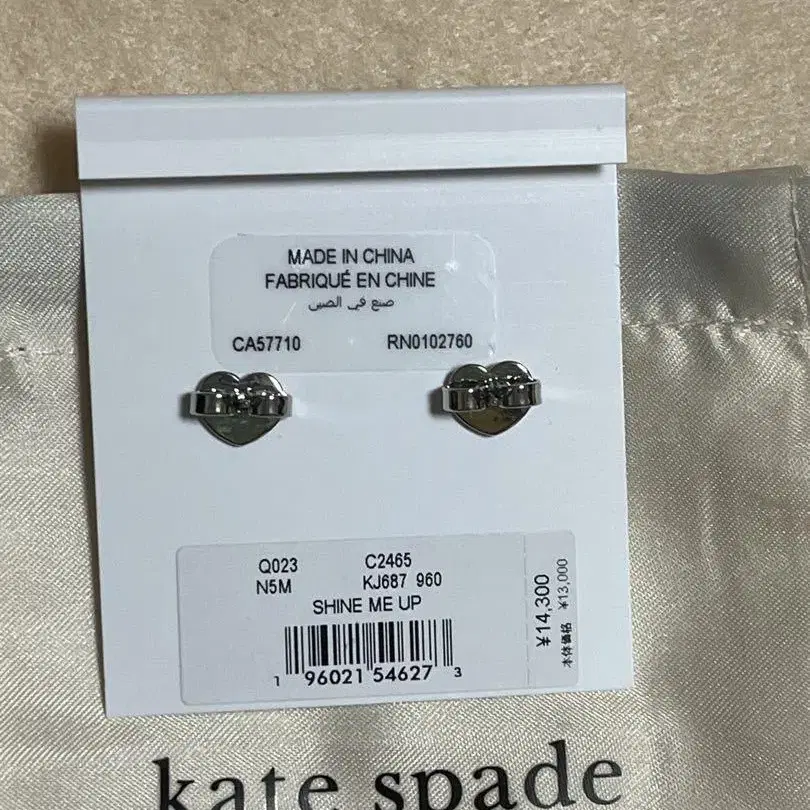 MADE IN CHINA
FABRIQUÉ EN CHINE
صنع في الصين
CA57710 RN0102760
Q023 C2465
N5M KJ687 960
SHINE ME UP
1 96021 54627 3
¥14,300
本体価格 ¥13,000
kate spade